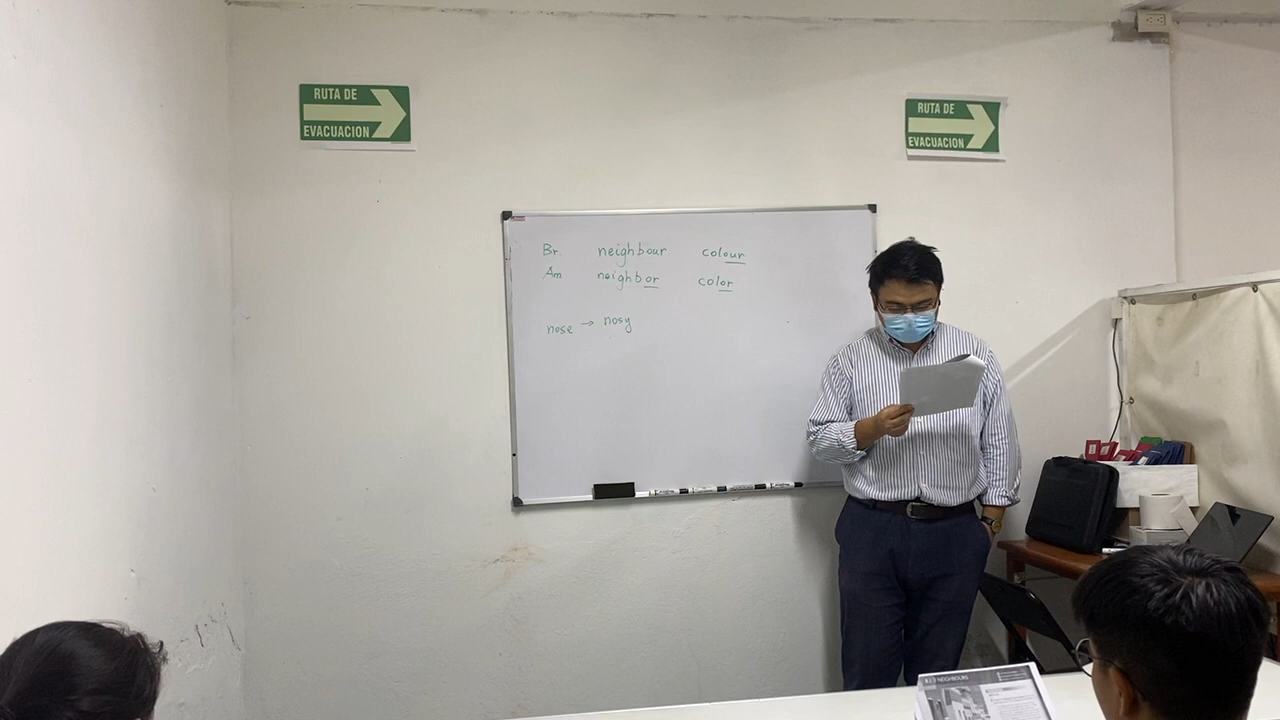 RUTA DE
EVACUACION
RUTA DE
EVACUACION
Br. neighbour colour
Am neighbor color
nose → nosy
NEIGHBOURS